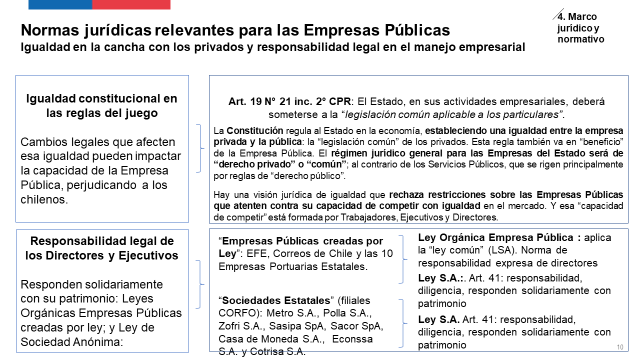 Normas jurídicas relevantes para las Empresas Públicas
Igualdad en la cancha con los privados y responsabilidad legal en el manejo empresarial
4. Marco
jurídico y
normativo
Igualdad constitucional en
las reglas del juego
Cambios legales que afecten
esa igualdad pueden impactar
la capacidad de la Empresa
Pública, perjudicando a los
chilenos.
Art. 19 N° 21 inc. 2° CPR: El Estado, en sus actividades empresariales, deberá
someterse a la “legislación común aplicable a los particulares”.
La Constitución regula al Estado en la economía, estableciendo una igualdad entre la empresa
privada y la pública: la “legislación común” de los privados. Esta regla también va en “beneficio”
de la Empresa Pública. El régimen jurídico general para las Empresas del Estado será de
“derecho privado” o “común”; al contrario de los Servicios Públicos, que se rigen principalmente
por reglas de “derecho público”.
Hay una visión jurídica de igualdad que rechaza restricciones sobre las Empresas Públicas
que atenten contra su capacidad de competir con igualdad en el mercado. Y esa “capacidad
de competir” está formada por Trabajadores, Ejecutivos y Directores.
Responsabilidad legal de
los Directores y Ejecutivos
Responden solidariamente
con su patrimonio: Leyes
Orgánicas Empresas Públicas
creadas por ley; y Ley de
Sociedad Anónima:
“Empresas Públicas creadas por
Ley”: EFE, Correos de Chile y las 10
Empresas Portuarias Estatales.
“Sociedades Estatales” (filiales
CORFO): Metro S.A., Polla S.A.,
Zofri S.A., Sasipa SpA, Sacor SpA,
Casa de Moneda S.A., Econssa
S.A. y Cotrisa S.A.
Ley Orgánica Empresa Pública : aplica
la “ley común” (LSA). Norma de
responsabilidad expresa de directores
Ley S.A.:. Art. 41: responsabilidad,
diligencia, responden solidariamente con
patrimonio
Ley S.A. Art. 41: responsabilidad,
diligencia, responden solidariamente con
patrimonio
10